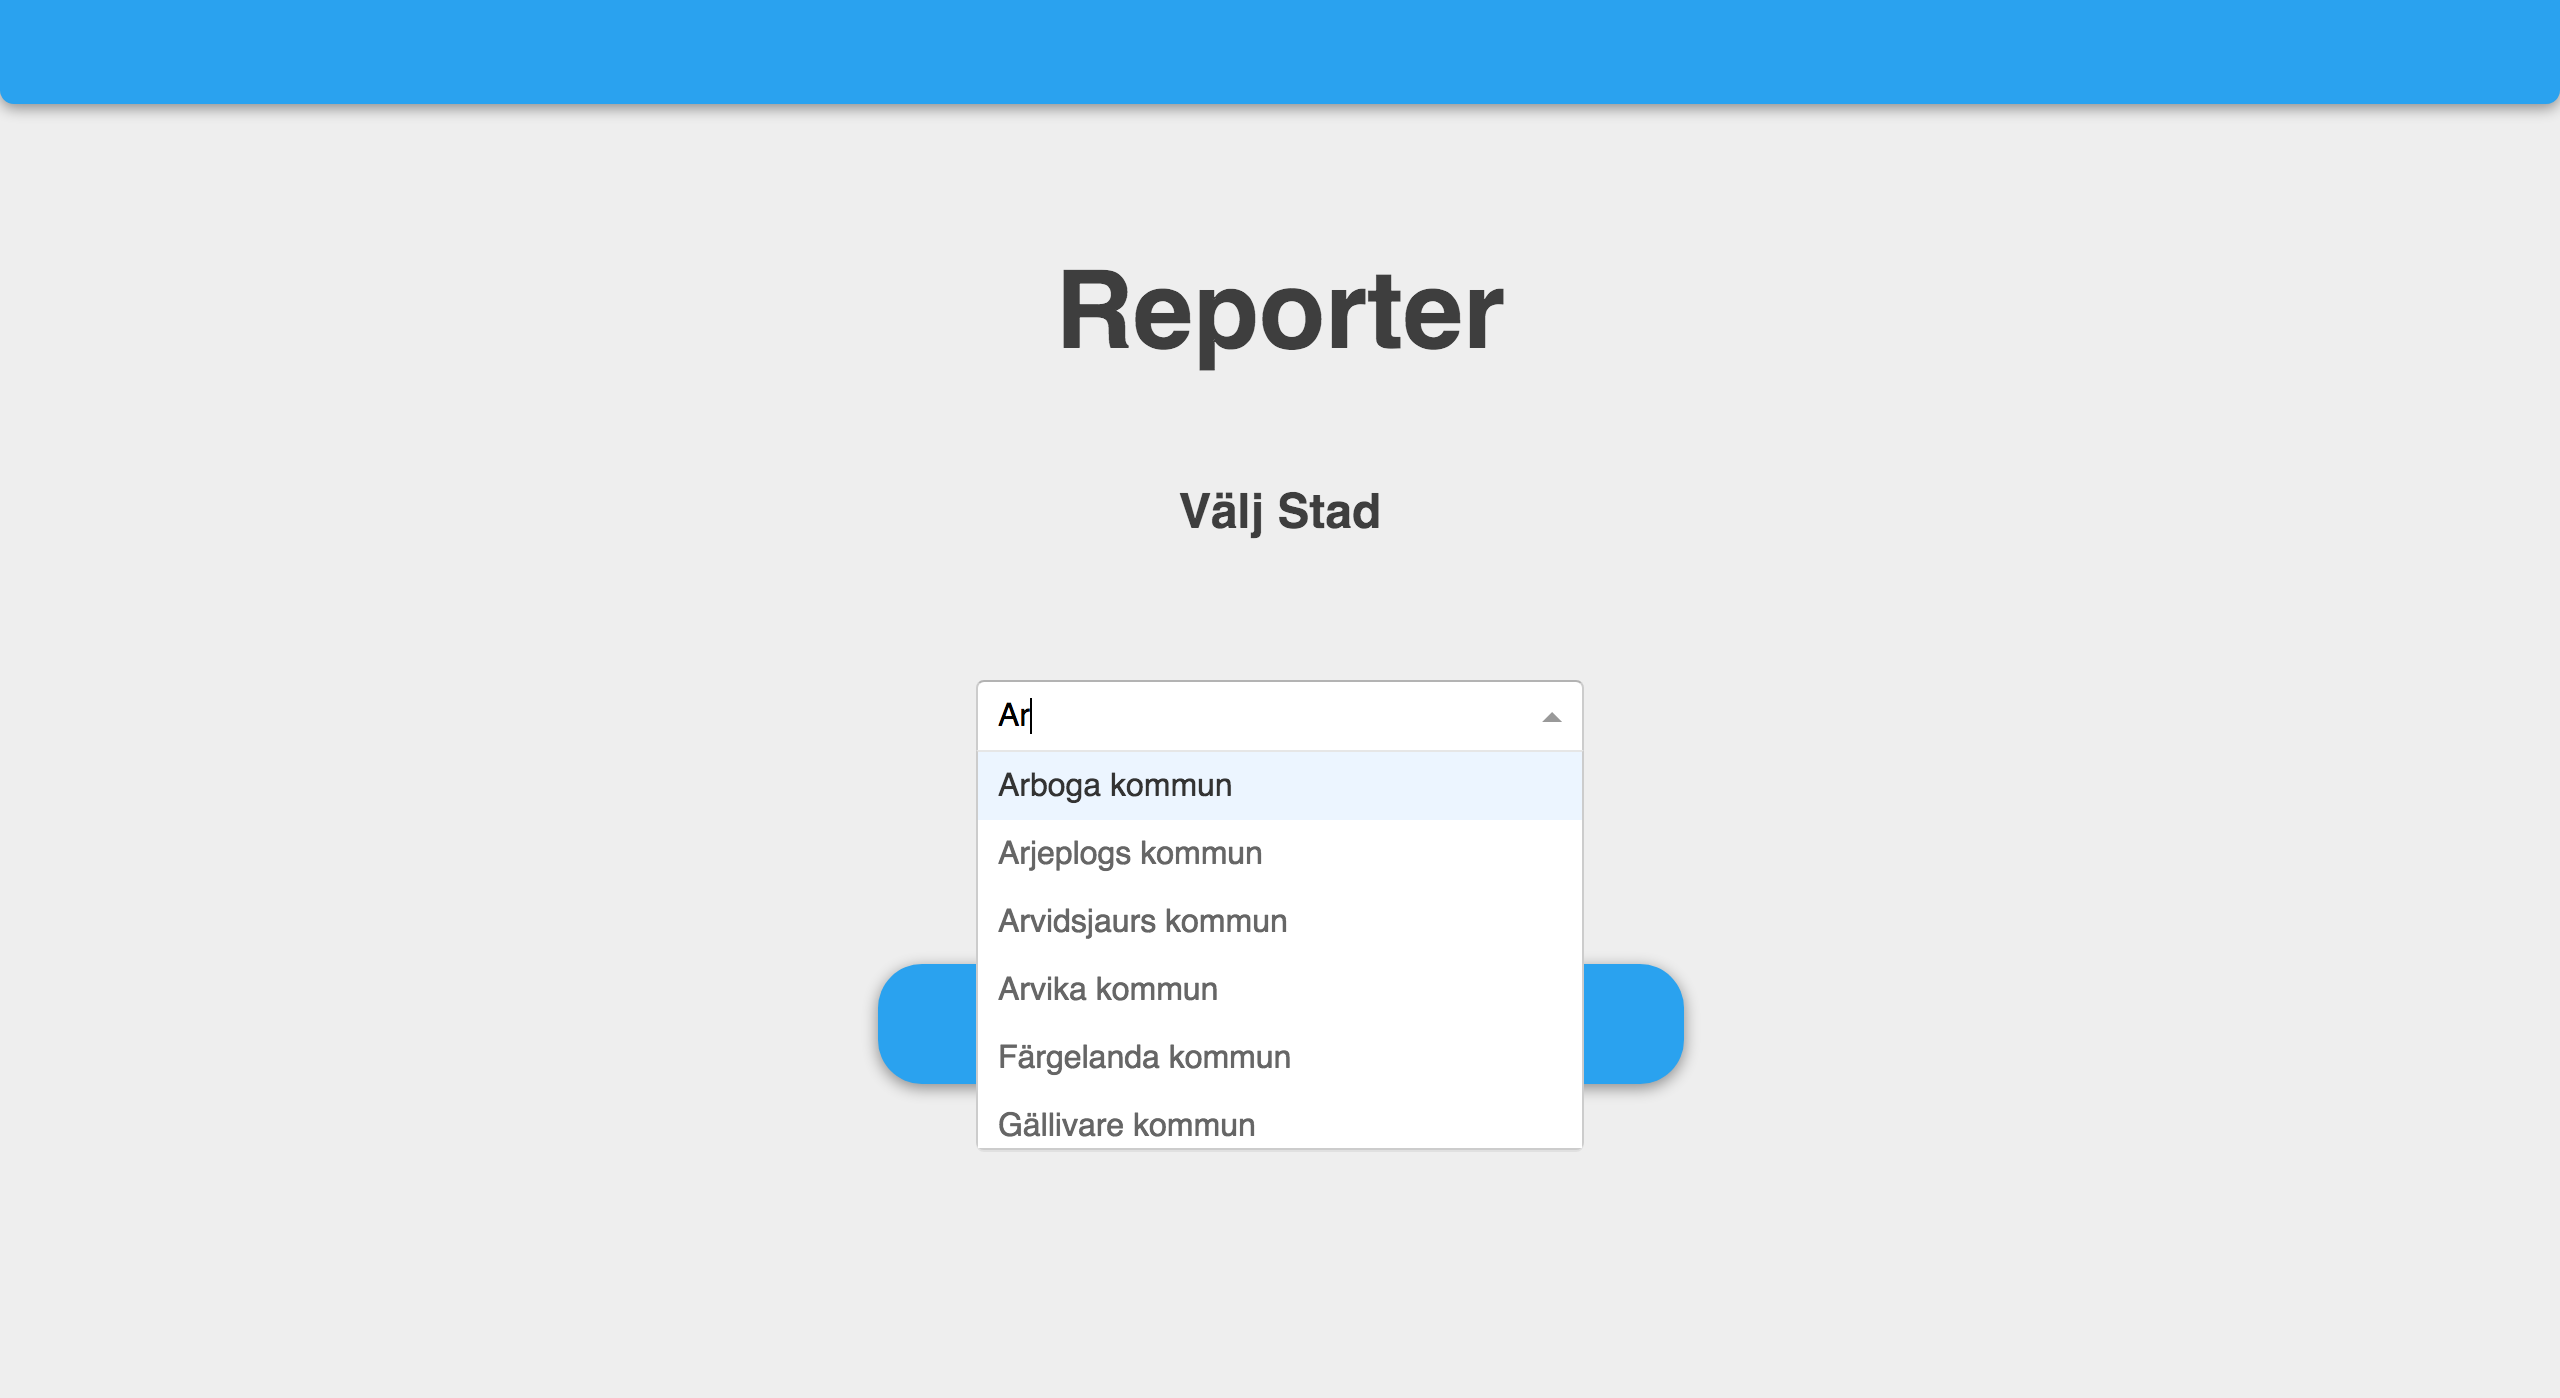 Reporter
Välj Stad
Ar
Arboga kommun
Arjeplogs kommun
Arvidsjaurs kommun
Arvika kommun
Färgelanda kommun
Gällivare kommun